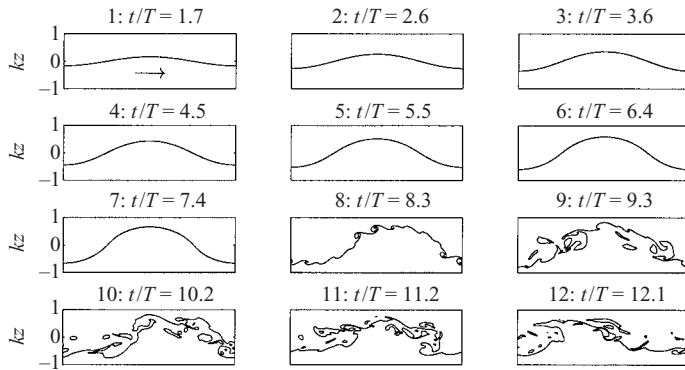 1: t/T = 1.7 2: t/T = 2.6 3: t/T = 3.6
1
kz 0
−1
4: t/T = 4.5 5: t/T = 5.5 6: t/T = 6.4
1
kz 0
−1
7: t/T = 7.4 8: t/T = 8.3 9: t/T = 9.3
1
kz 0
−1
10: t/T = 10.2 11: t/T = 11.2 12: t/T = 12.1
1
kz 0
−1